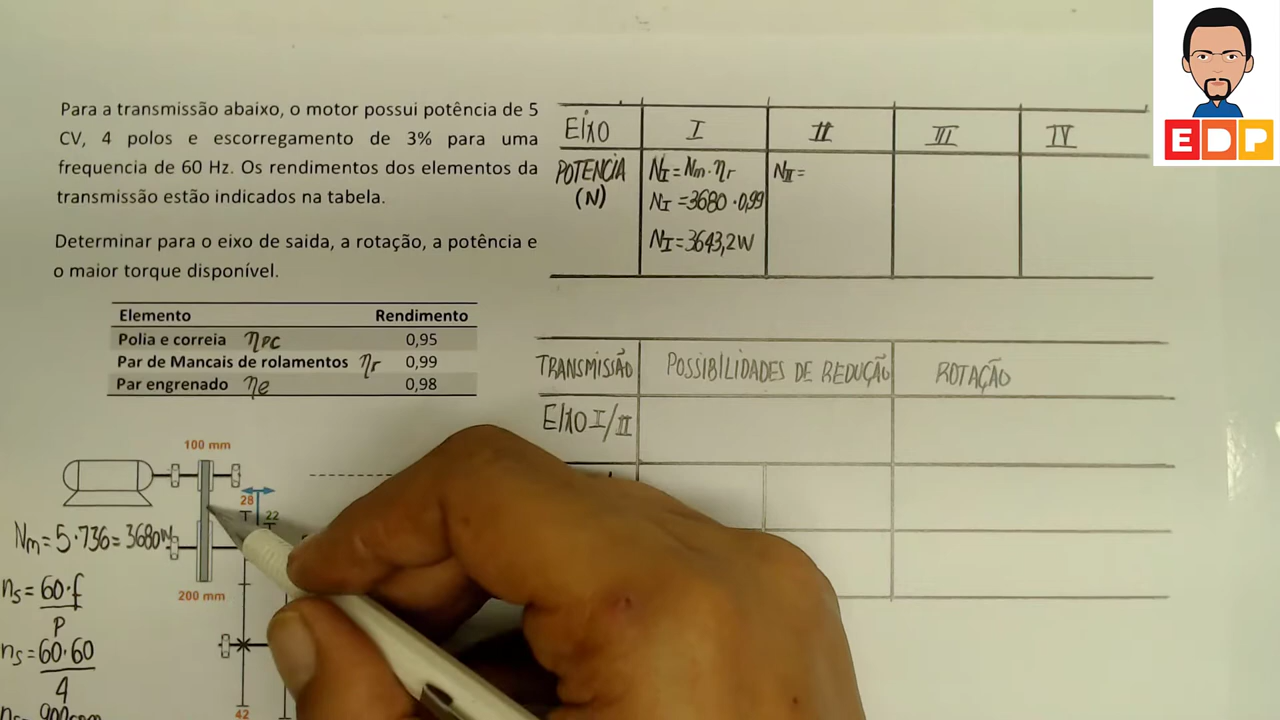 Para a transmissão abaixo, o motor possui potência de 5
CV, 4 polos e escorregamento de 3% para uma
frequencia de 60 Hz. Os rendimentos dos elementos da
transmissão estão indicados na tabela.
Determinar para o eixo de saida, a rotação, a potência e
o maior torque disponível.
Elemento Rendimento
Polia e correia ηpc 0,95
Par de Mancais de rolamentos ηr 0,99
Par engrenado ηe 0,98
100 mm
28
22
Nm = 5·736 = 3680W
200 mm
ns = 60·f
P
ns = 60·60
4
42
EIXO I II III IV
POTENCIA
(N)
NI = Nm·ηr
NI = 3680·0,99
NI = 3643,2W
NII =
TRANSMISSÃO POSSIBILIDADES DE REDUÇÃO ROTAÇÃO
EIXO I/II
EDP